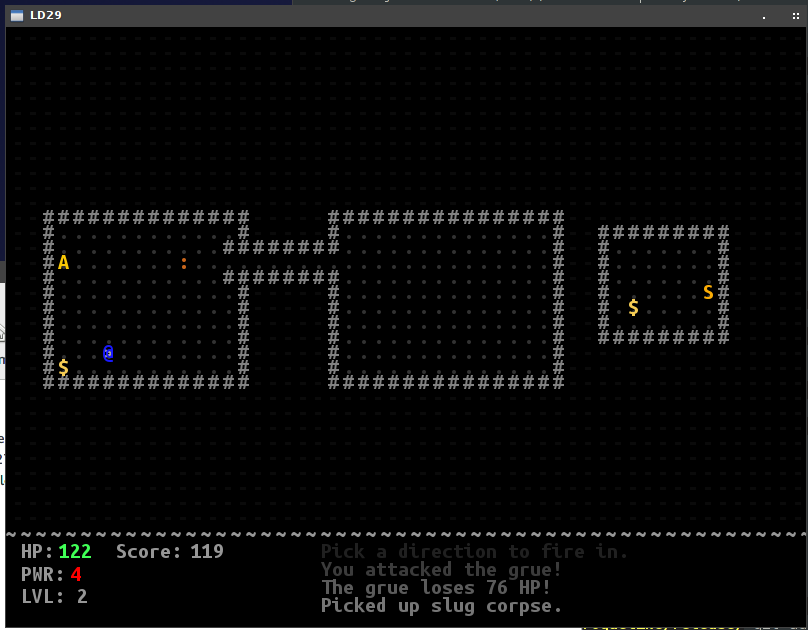 LD29
A
:
@
$
$
S
HP: 122 Score: 119
PWR: 4
LVL: 2
Pick a direction to fire in.
You attacked the grue!
The grue loses 76 HP!
Picked up slug corpse.